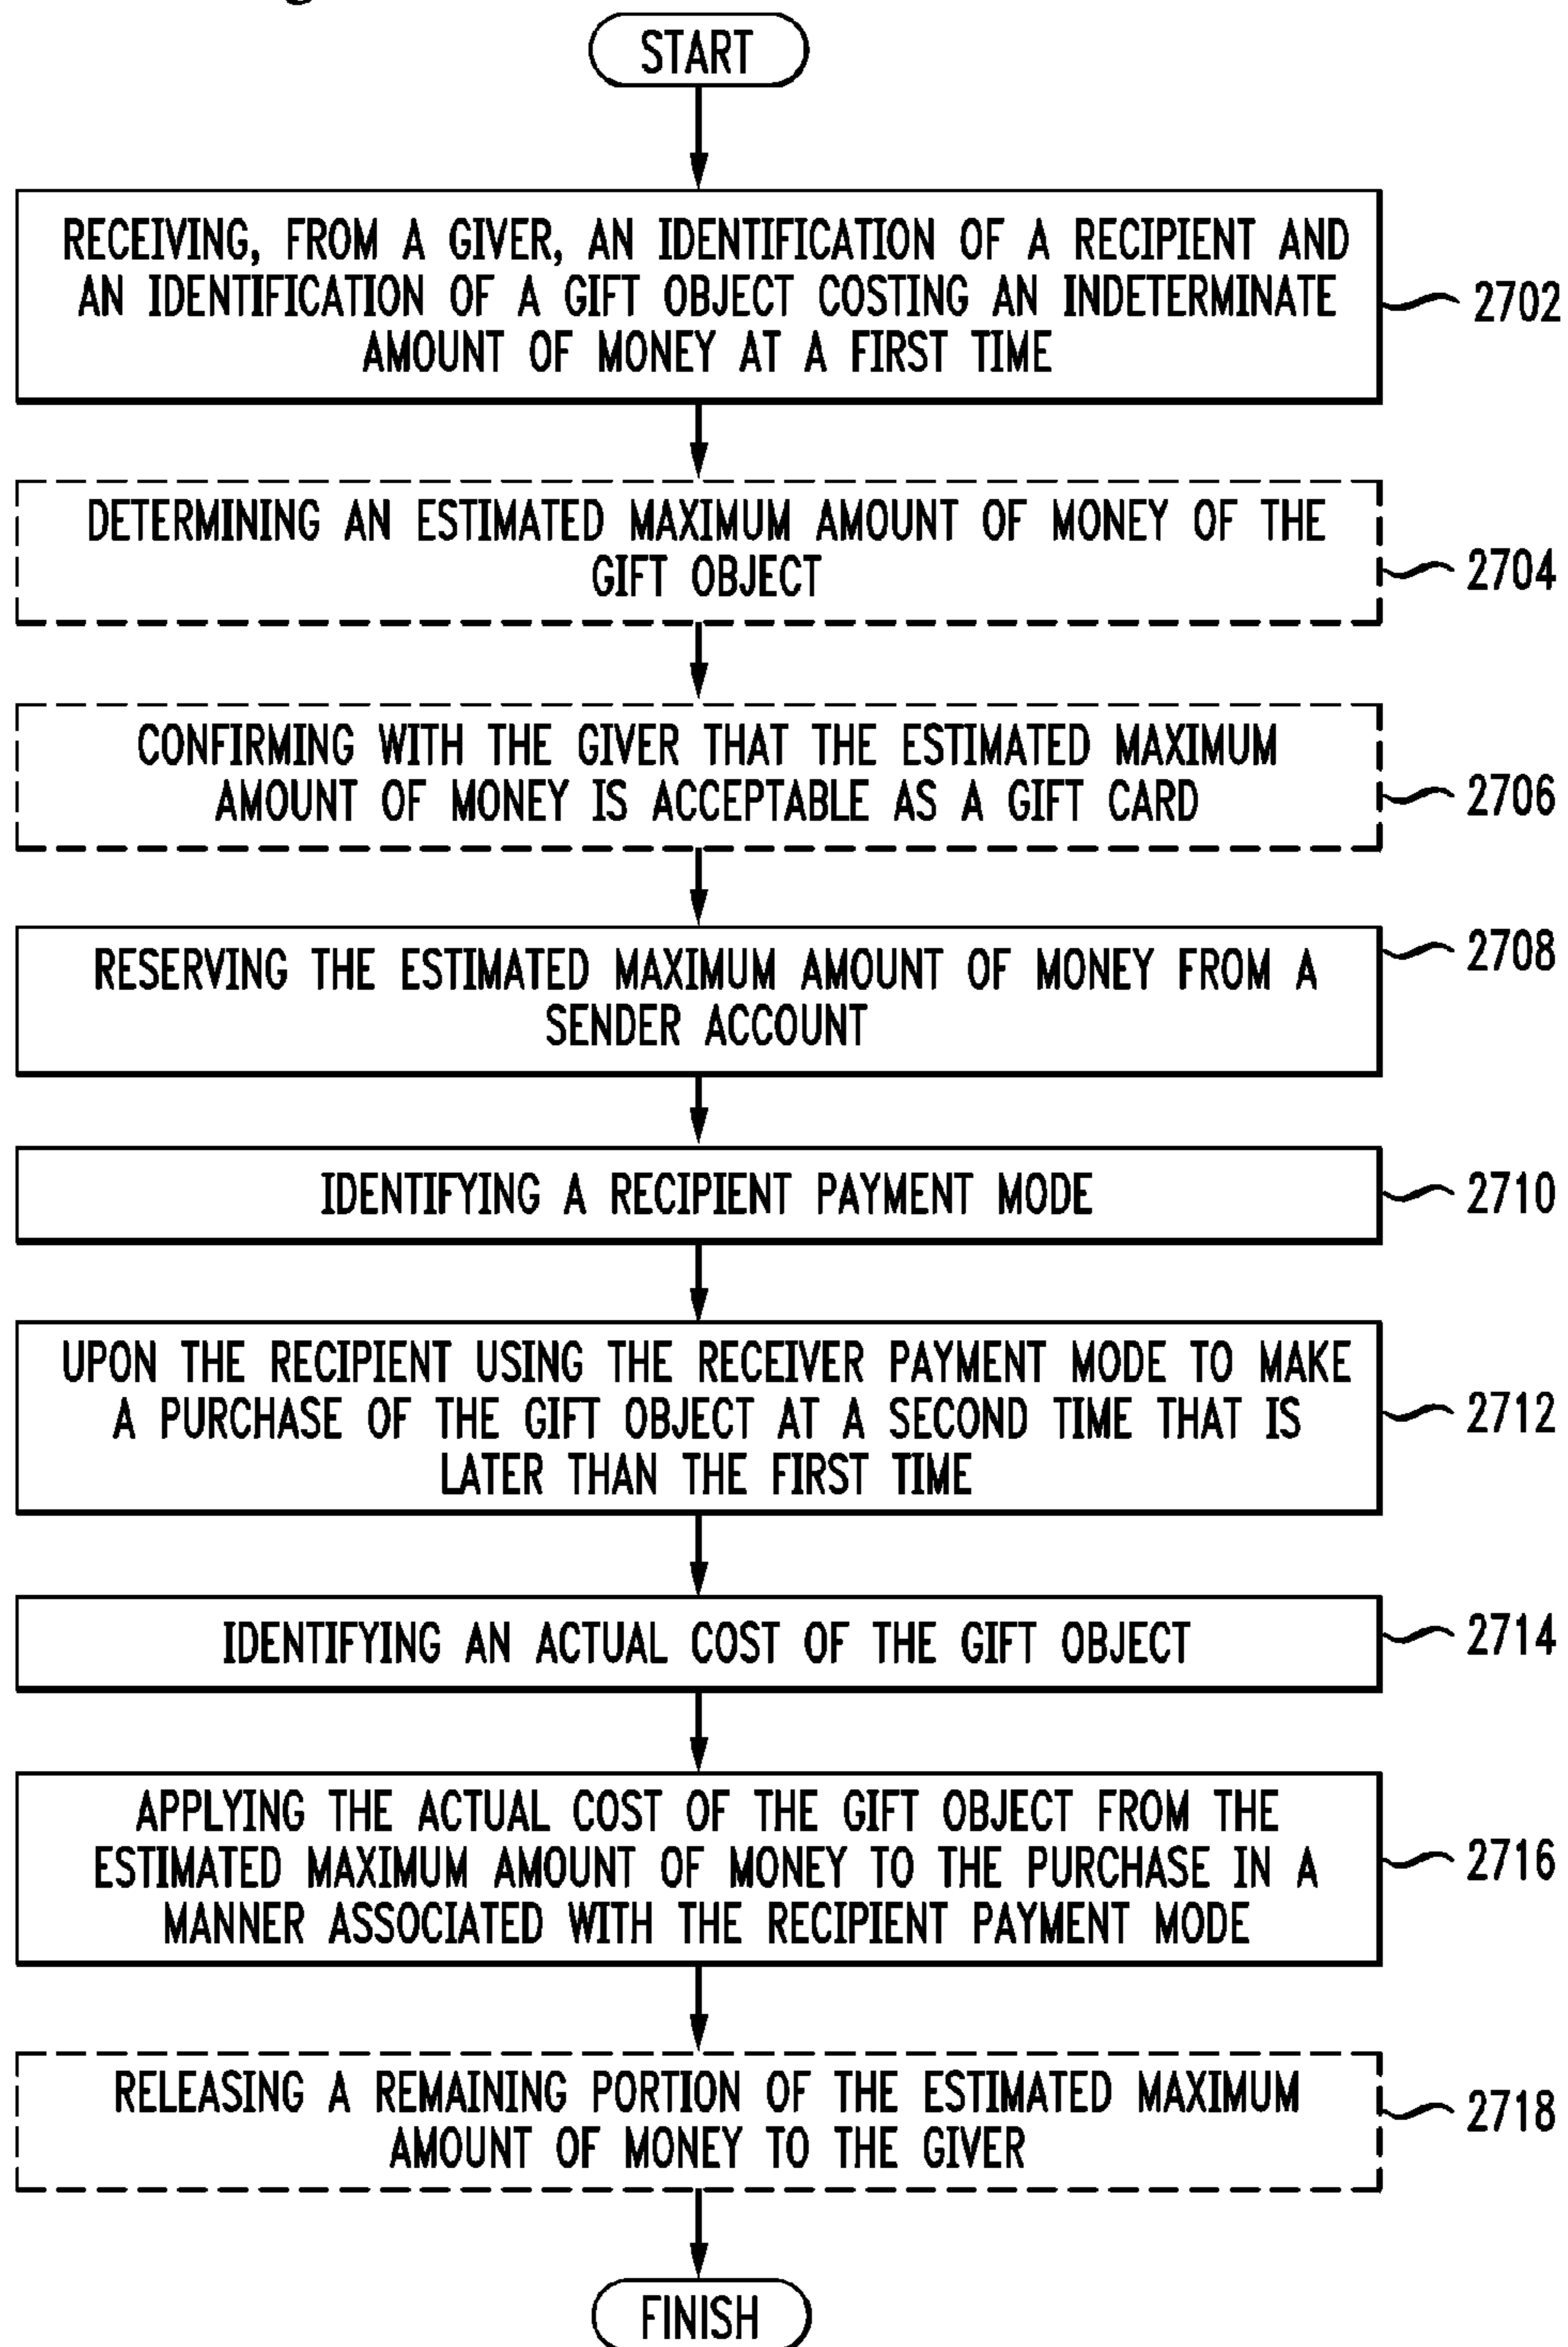 START
RECEIVING, FROM A GIVER, AN IDENTIFICATION OF A RECIPIENT AND
AN IDENTIFICATION OF A GIFT OBJECT COSTING AN INDETERMINATE
AMOUNT OF MONEY AT A FIRST TIME
2702
DETERMINING AN ESTIMATED MAXIMUM AMOUNT OF MONEY OF THE
GIFT OBJECT
2704
CONFIRMING WITH THE GIVER THAT THE ESTIMATED MAXIMUM
AMOUNT OF MONEY IS ACCEPTABLE AS A GIFT CARD
2706
RESERVING THE ESTIMATED MAXIMUM AMOUNT OF MONEY FROM A
SENDER ACCOUNT
2708
IDENTIFYING A RECIPIENT PAYMENT MODE
2710
UPON THE RECIPIENT USING THE RECEIVER PAYMENT MODE TO MAKE
A PURCHASE OF THE GIFT OBJECT AT A SECOND TIME THAT IS
LATER THAN THE FIRST TIME
2712
IDENTIFYING AN ACTUAL COST OF THE GIFT OBJECT
2714
APPLYING THE ACTUAL COST OF THE GIFT OBJECT FROM THE
ESTIMATED MAXIMUM AMOUNT OF MONEY TO THE PURCHASE IN A
MANNER ASSOCIATED WITH THE RECIPIENT PAYMENT MODE
2716
RELEASING A REMAINING PORTION OF THE ESTIMATED MAXIMUM
AMOUNT OF MONEY TO THE GIVER
2718
FINISH